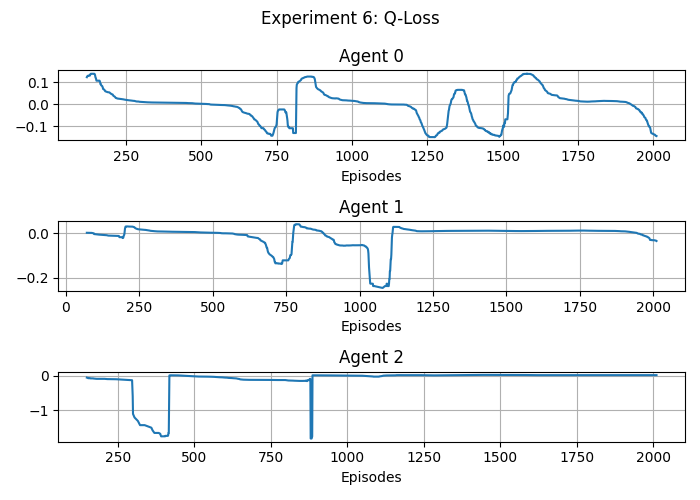 Experiment 6: Q-Loss
Agent 0
0.1
0.0
−0.1
250 500 750 1000 1250 1500 1750 2000
Episodes
Agent 1
0.0
−0.2
0 250 500 750 1000 1250 1500 1750 2000
Episodes
Agent 2
0
−1
250 500 750 1000 1250 1500 1750 2000
Episodes